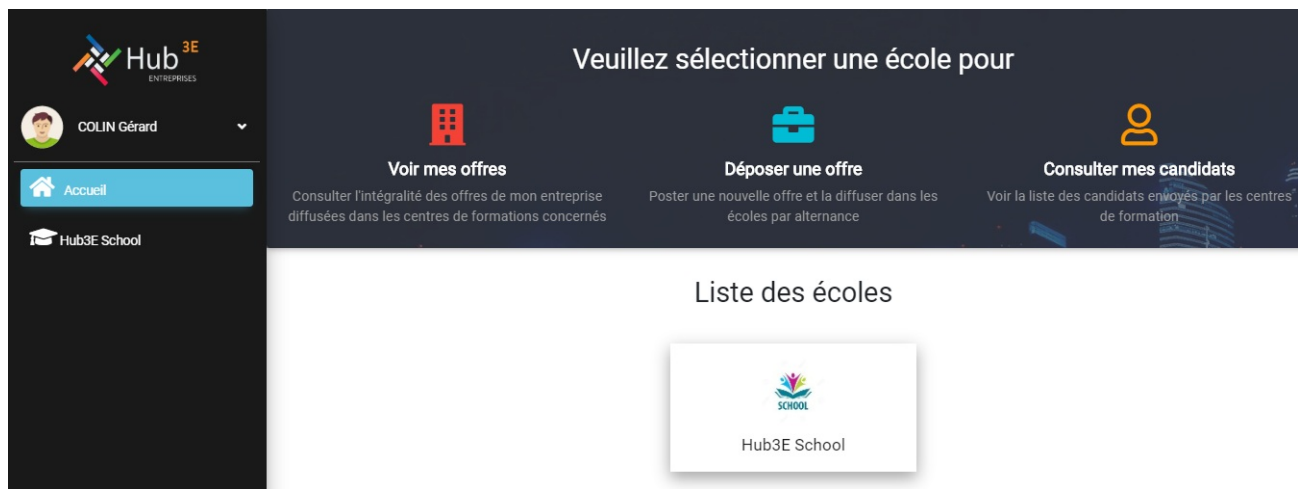 Hub 3E
ENTREPRISES
COLIN Gérard
Accueil
Hub3E School
Veuillez sélectionner une école pour
Voir mes offres
Consulter l'intégralité des offres de mon entreprise
diffusées dans les centres de formations concernés
Déposer une offre
Poster une nouvelle offre et la diffuser dans les
écoles par alternance
Consulter mes candidats
Voir la liste des candidats envoyés par les centres
de formation
Liste des écoles
SCHOOL
Hub3E School